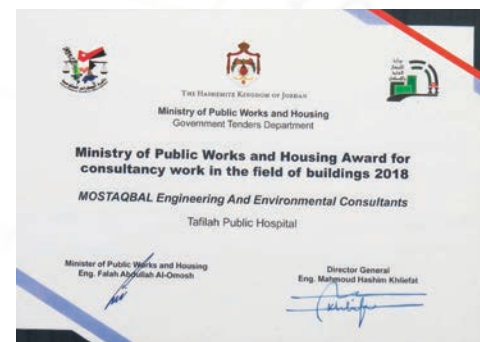 THE HASHEMITE KINGDOM OF JORDAN
Ministry of Public Works and Housing
Government Tenders Department
Ministry of Public Works and Housing Award for
consultancy work in the field of buildings 2018
MOSTAQBAL Engineering And Environmental Consultants
Tafilah Public Hospital
Minister of Public Works and Housing
Eng. Falah Abdullah Al-Omosh
Director General
Eng. Mahmoud Hashim Khliefat